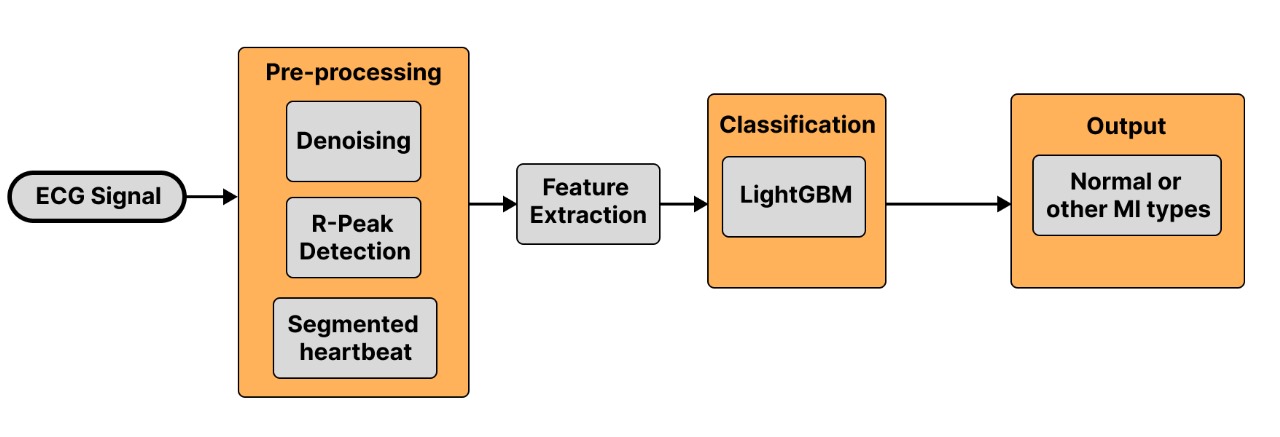 ECG Signal
Pre-processing
Denoising
R-Peak
Detection
Segmented
heartbeat
Feature
Extraction
Classification
LightGBM
Output
Normal or
other MI types